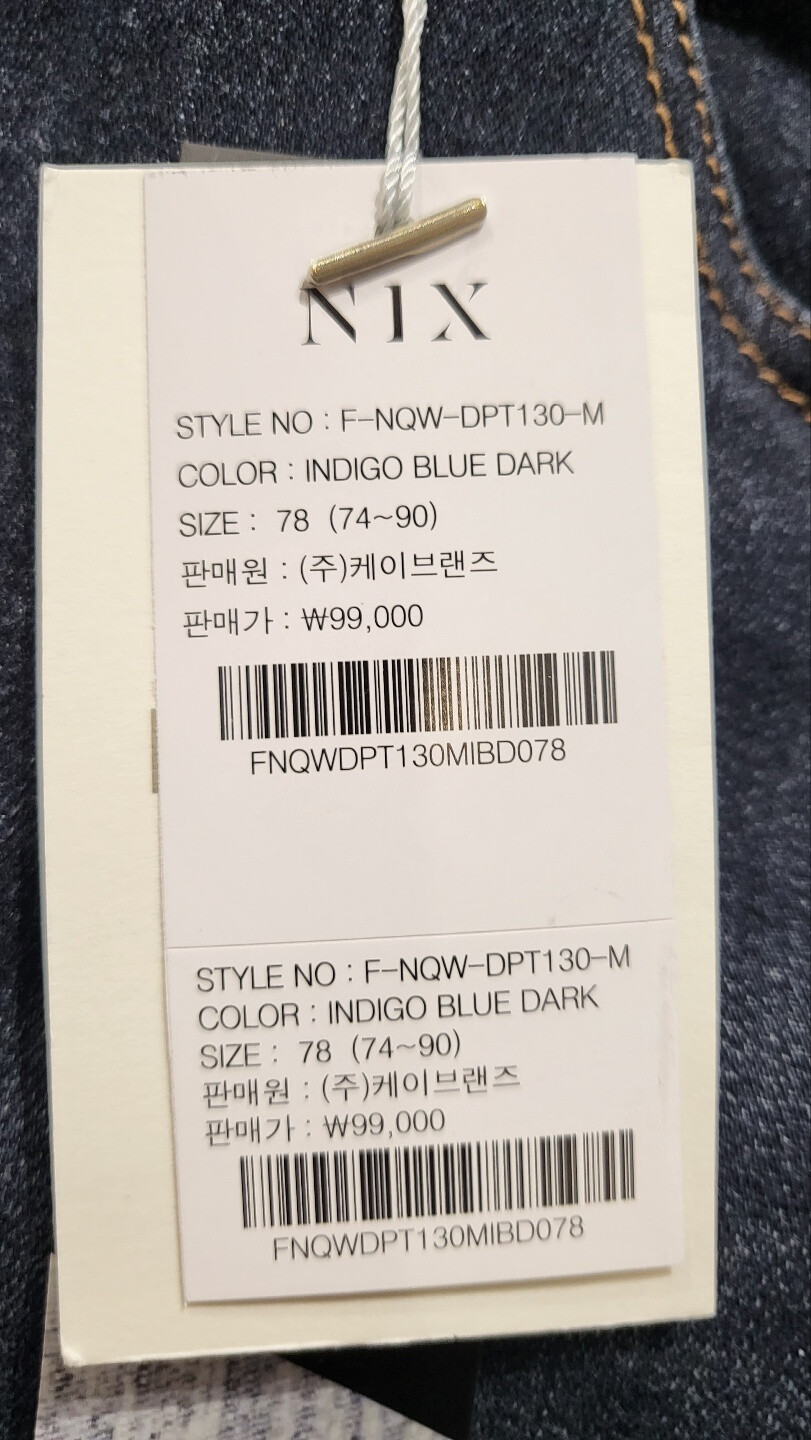 NIX
STYLE NO : F-NQW-DPT130-M
COLOR : INDIGO BLUE DARK
SIZE : 78 (74~90)
판매원 : (주)케이브랜즈
판매가 : ₩99,000
FNQWDPT130MIBD078
STYLE NO : F-NQW-DPT130-M
COLOR : INDIGO BLUE DARK
SIZE : 78 (74~90)
판매원 : (주)케이브랜즈
판매가 : ₩99,000
FNQWDPT130MIBD078